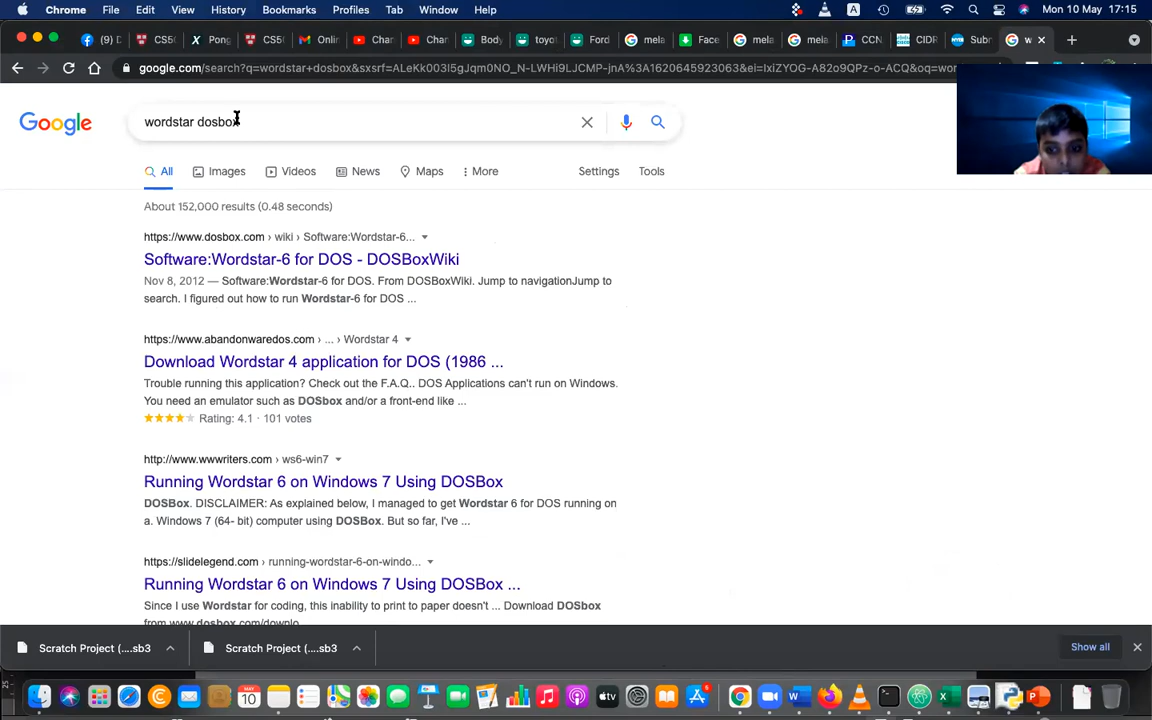 Chrome File Edit View History Bookmarks Profiles Tab Window Help A Mon 10 May 17:15
() CS50 Pong CS5( Onlin Chan Chan Body toyot Ford mela Face mela mela CCN, CIDR Subn w
google.com/search?q=wordstar+dosbox&sxsrf=ALeKk003I5gJqm0NO_N-LWHi9LJCMP-jnA%3A1620645923063&ei=IxiZYOG-A82o9QPz-o-ACQ&oq=wor
Google wordstar dosbox
All Images Videos News Maps More Settings Tools
About 152,000 results (0.48 seconds)
https://www.dosbox.com › wiki › Software:Wordstar-6...
Software:Wordstar-6 for DOS - DOSBoxWiki
Nov 8, 2012 — Software:Wordstar-6 for DOS. From DOSBoxWiki. Jump to navigationJump to
search. I figured out how to run Wordstar-6 for DOS ...
https://www.abandonwaredos.com › ... › Wordstar 4
Download Wordstar 4 application for DOS (1986 ...
Trouble running this application? Check out the F.A.Q.. DOS Applications can't run on Windows.
You need an emulator such as DOSbox and/or a front-end like ...
Rating: 4.1 · 101 votes
http://www.wwwriters.com › ws6-win7
Running Wordstar 6 on Windows 7 Using DOSBox
DOSBox. DISCLAIMER: As explained below, I managed to get Wordstar 6 for DOS running on
a. Windows 7 (64- bit) computer using DOSBox. But so far, I've ...
https://slidelegend.com › running-wordstar-6-on-windo...
Running Wordstar 6 on Windows 7 Using DOSBox ...
Since I use Wordstar for coding, this inability to print to paper doesn't ... Download DOSbox
from www.dosbox.com/downlo
Scratch Project (....sb3 Scratch Project (....sb3 Show all